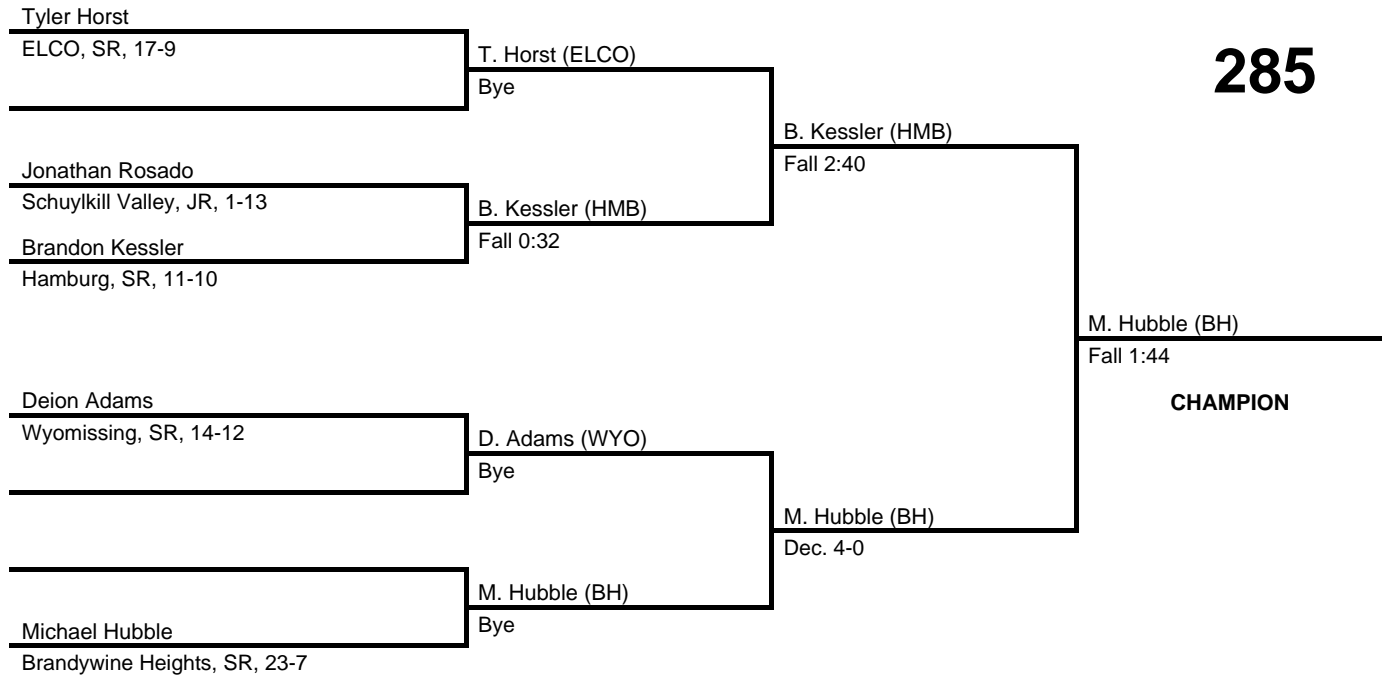 Tyler Horst
ELCO, SR, 17-9
T. Horst (ELCO)
Bye
285
B. Kessler (HMB)
Fall 2:40
Jonathan Rosado
Schuylkill Valley, JR, 1-13
B. Kessler (HMB)
Fall 0:32
Brandon Kessler
Hamburg, SR, 11-10
M. Hubble (BH)
Fall 1:44
CHAMPION
Deion Adams
Wyomissing, SR, 14-12
D. Adams (WYO)
Bye
M. Hubble (BH)
Dec. 4-0
M. Hubble (BH)
Bye
Michael Hubble
Brandywine Heights, SR, 23-7